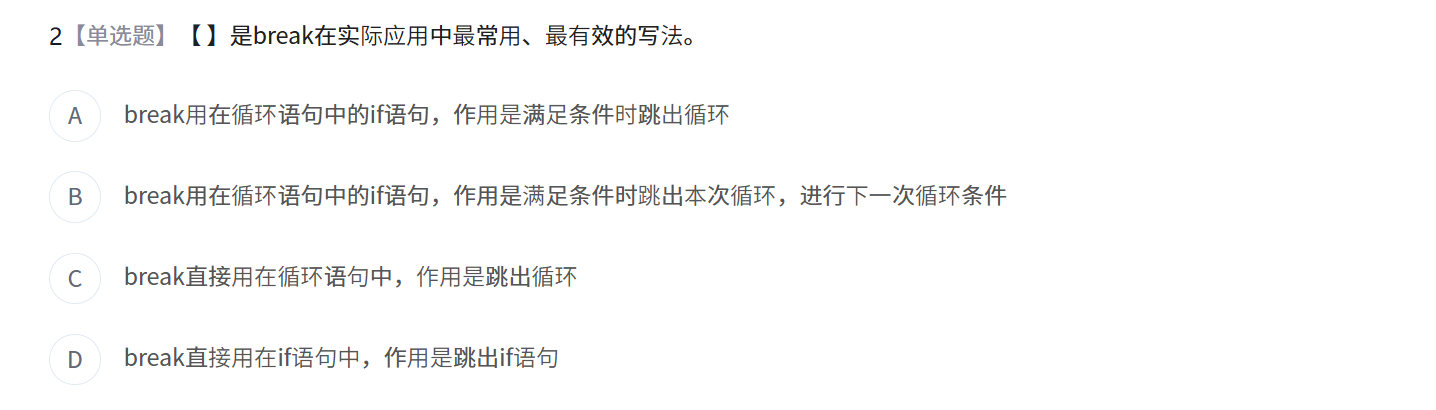 2【单选题】【 】是break在实际应用中最常用、最有效的写法。
A break用在循环语句中的if语句，作用是满足条件时跳出循环
B break用在循环语句中的if语句，作用是满足条件时跳出本次循环，进行下一次循环条件
C break直接用在循环语句中，作用是跳出循环
D break直接用在if语句中，作用是跳出if语句